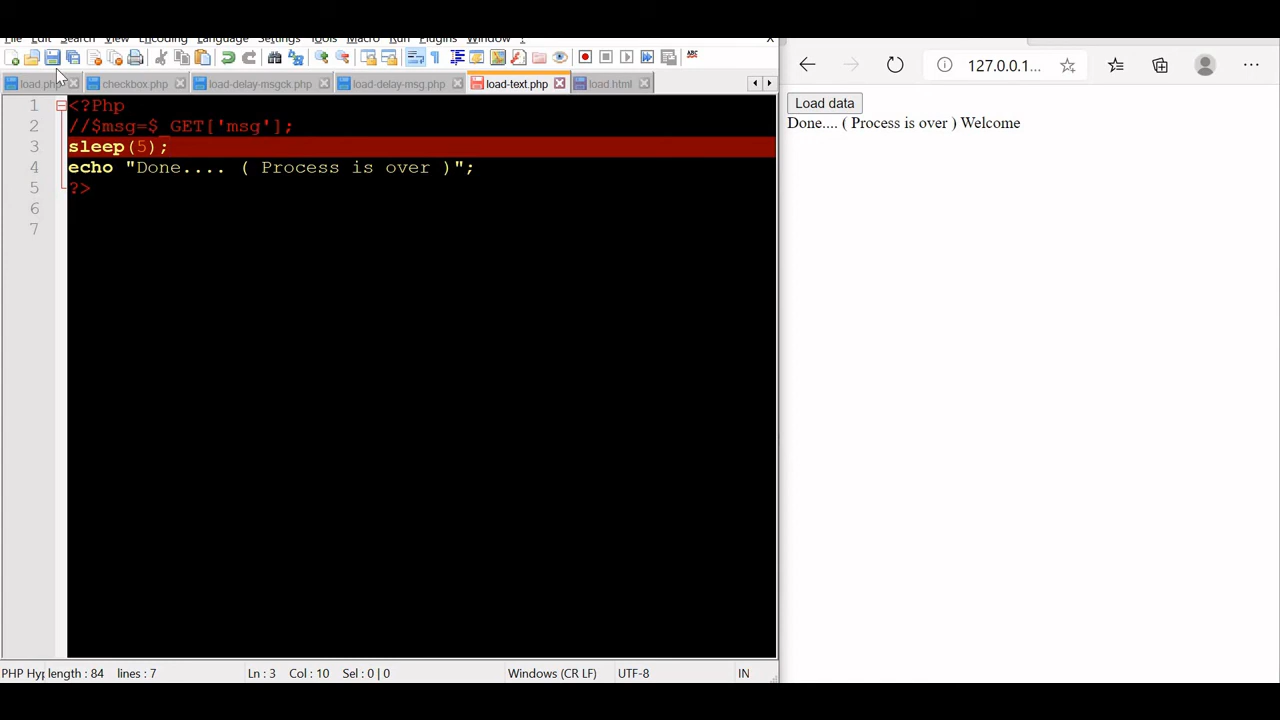 File Edit Search View Encoding Language Settings Tools Macro Run Plugins Window ? X
load.php checkbox.php load-delay-msgck.php load-delay-msg.php load-text.php load.html
1 <?Php
2 //$msg=$_GET['msg'];
3 sleep(5);
4 echo "Done.... ( Process is over )";
5 ?>
6
7
PHP Hyp length : 84 lines : 7 Ln : 3 Col : 10 Sel : 0 | 0 Windows (CR LF) UTF-8 IN
127.0.0.1...
Load data
Done.... ( Process is over ) Welcome